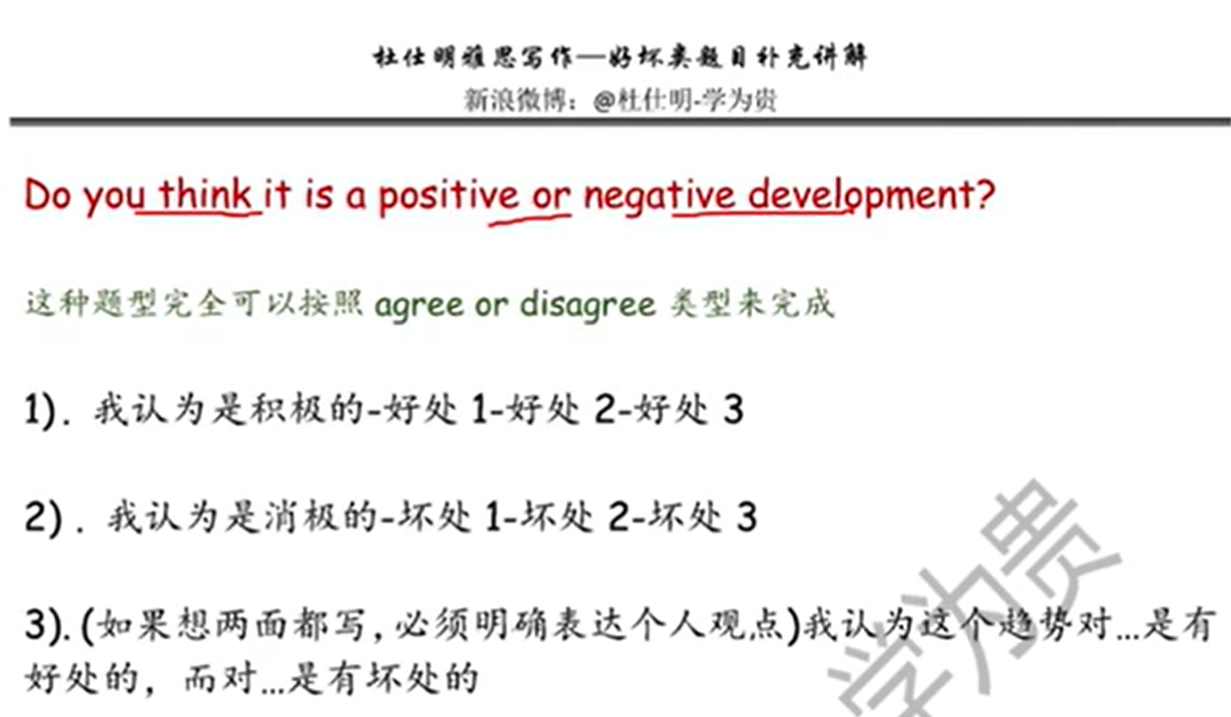 杜仕明雅思写作—好坏类题目补充讲解
新浪微博：@杜仕明-学为贵
Do you think it is a positive or negative development?
这种题型完全可以按照 agree or disagree 类型来完成
1). 我认为是积极的-好处 1-好处 2-好处 3
2) . 我认为是消极的-坏处 1-坏处 2-坏处 3
3). (如果想两面都写, 必须明确表达个人观点)我认为这个趋势对...是有
好处的，而对...是有坏处的
学为贵